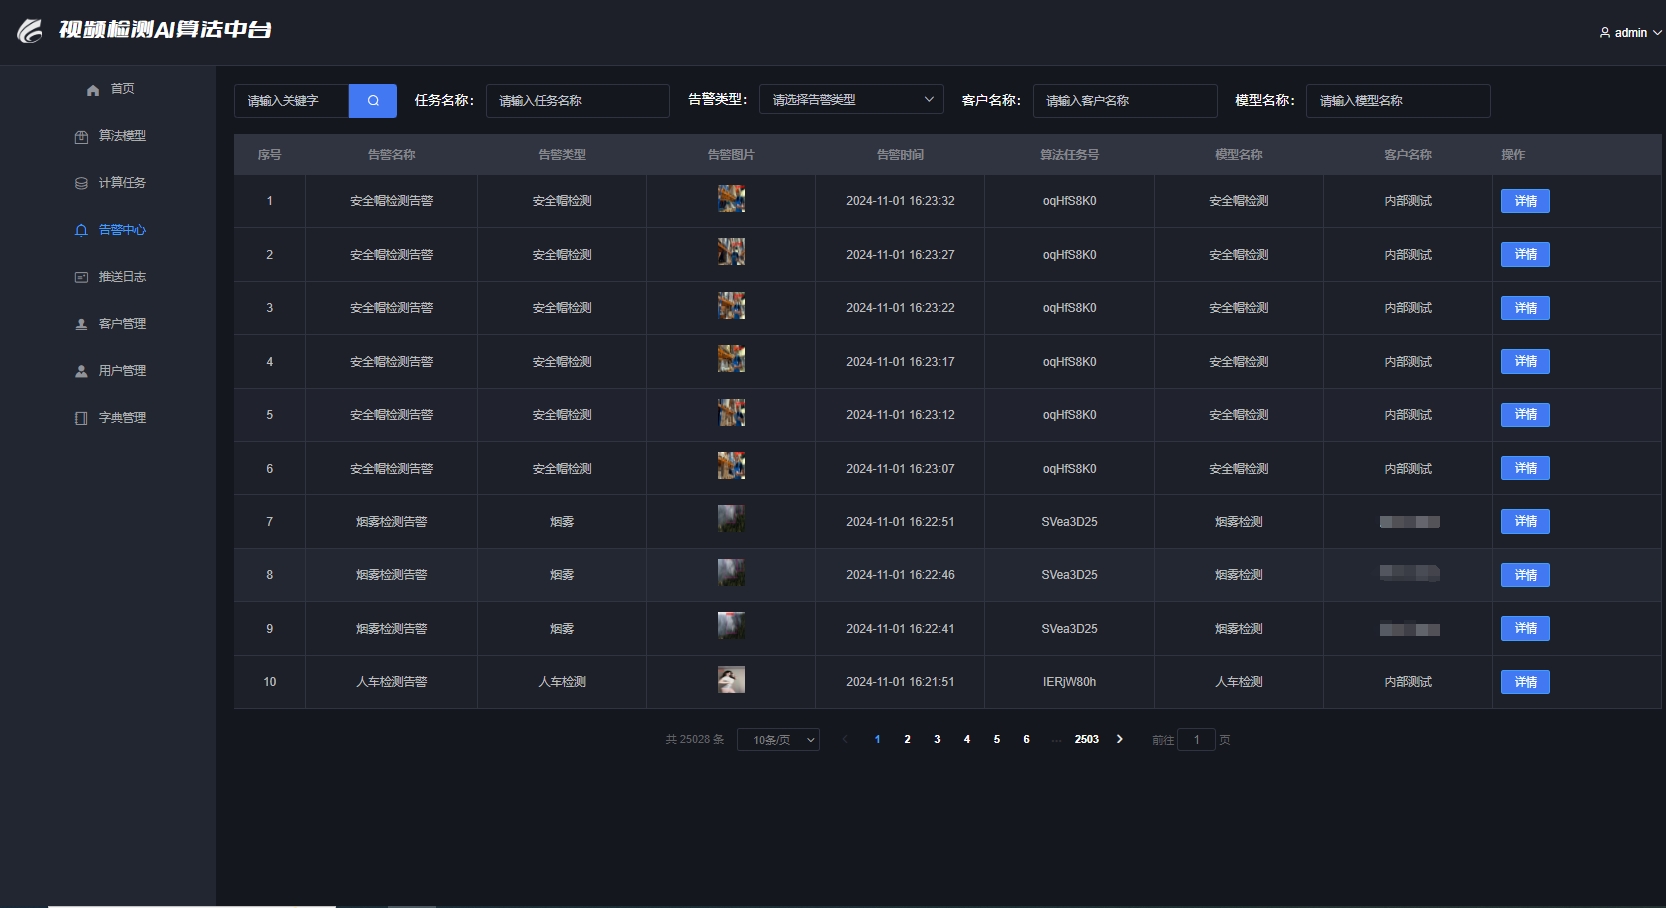 视频检测AI算法中台
admin
首页
算法模型
计算任务
告警中心
推送日志
客户管理
用户管理
字典管理
请输入关键字 任务名称： 请输入任务名称 告警类型： 请选择告警类型 客户名称： 请输入客户名称 模型名称： 请输入模型名称
序号 告警名称 告警类型 告警图片 告警时间 算法任务号 模型名称 客户名称 操作
1 安全帽检测告警 安全帽检测 2024-11-01 16:23:32 oqHfS8K0 安全帽检测 内部测试 详情
2 安全帽检测告警 安全帽检测 2024-11-01 16:23:27 oqHfS8K0 安全帽检测 内部测试 详情
3 安全帽检测告警 安全帽检测 2024-11-01 16:23:22 oqHfS8K0 安全帽检测 内部测试 详情
4 安全帽检测告警 安全帽检测 2024-11-01 16:23:17 oqHfS8K0 安全帽检测 内部测试 详情
5 安全帽检测告警 安全帽检测 2024-11-01 16:23:12 oqHfS8K0 安全帽检测 内部测试 详情
6 安全帽检测告警 安全帽检测 2024-11-01 16:23:07 oqHfS8K0 安全帽检测 内部测试 详情
7 烟雾检测告警 烟雾 2024-11-01 16:22:51 SVea3D25 烟雾检测 详情
8 烟雾检测告警 烟雾 2024-11-01 16:22:46 SVea3D25 烟雾检测 详情
9 烟雾检测告警 烟雾 2024-11-01 16:22:41 SVea3D25 烟雾检测 详情
10 人车检测告警 人车检测 2024-11-01 16:21:51 IERjW80h 人车检测 内部测试 详情
共 25028 条 10条/页 1 2 3 4 5 6 ... 2503 前往 1 页